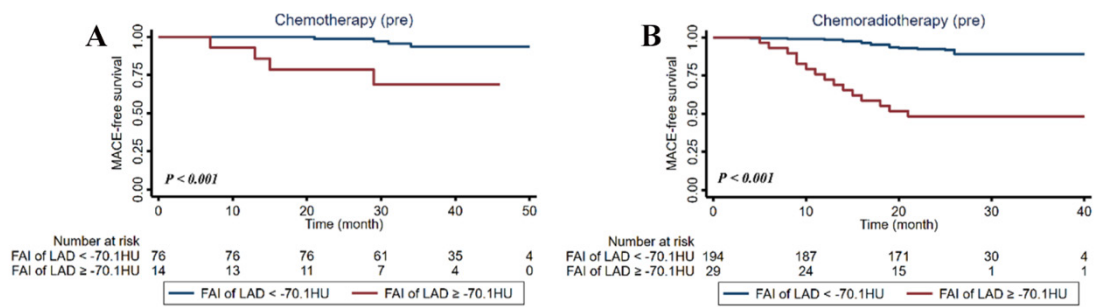 A
Chemotherapy (pre)
MACE-free survival
1.00
0.75
0.50
0.25
0.00
P < 0.001
0 10 20 30 40 50
Time (month)
Number at risk
FAI of LAD < -70.1HU 76 76 76 61 35 4
FAI of LAD ≥ -70.1HU 14 13 11 7 4 0
FAI of LAD < -70.1HU FAI of LAD ≥ -70.1HU
B
Chemoradiotherapy (pre)
MACE-free survival
1.00
0.75
0.50
0.25
0.00
P < 0.001
0 10 20 30 40
Time (month)
Number at risk
FAI of LAD < -70.1HU 194 187 171 30 4
FAI of LAD ≥ -70.1HU 29 24 15 1 1
FAI of LAD < -70.1HU FAI of LAD ≥ -70.1HU